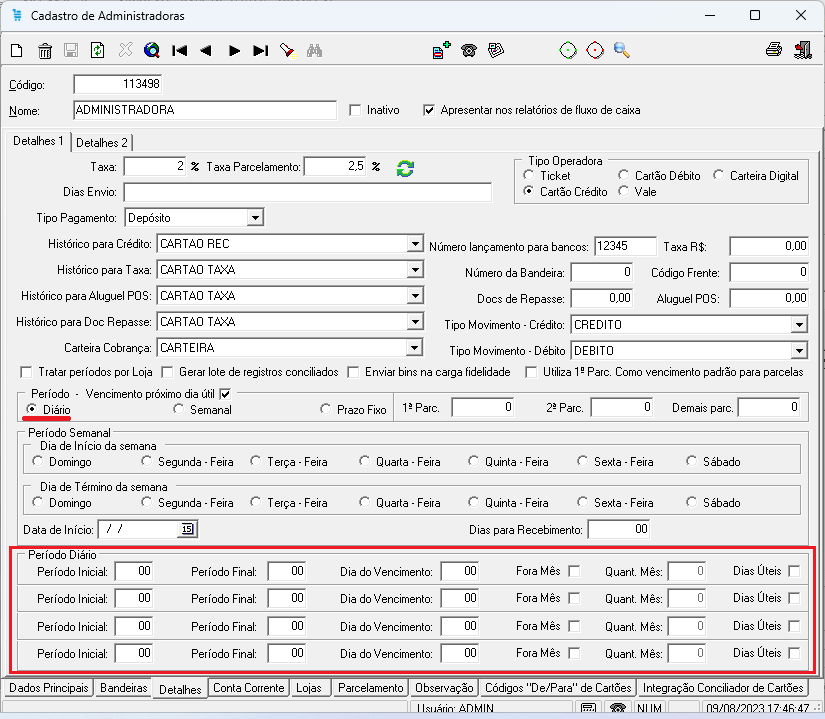 Cadastro de Administradoras
Código: 113498
Nome: ADMINISTRADORA Inativo Apresentar nos relatórios de fluxo de caixa
Detalhes 1 Detalhes 2
Taxa: 2 % Taxa Parcelamento: 2,5 %
Tipo Operadora
Ticket Cartão Débito Carteira Digital
Cartão Crédito Vale
Dias Envio:
Tipo Pagamento: Depósito
Histórico para Crédito: CARTAO REC Número lançamento para bancos: 12345 Taxa R$: 0,00
Histórico para Taxa: CARTAO TAXA Número da Bandeira: 0 Código Frente: 0
Histórico para Aluguel POS: CARTAO TAXA Docs de Repasse: 0,00 Aluguel POS: 0,00
Histórico para Doc Repasse: CARTAO TAXA Tipo Movimento - Crédito: CREDITO
Carteira Cobrança: CARTEIRA Tipo Movimento - Débito DEBITO
Tratar períodos por Loja Gerar lote de registros conciliados Enviar bins na carga fidelidade Utiliza 1º Parc. Como vencimento padrão para parcelas
Período - Vencimento próximo dia útil
Diário Semanal Prazo Fixo 1ª Parc. 0 2ª Parc. 0 Demais parc. 0
Período Semanal
Dia de Início da semana
Domingo Segunda - Feira Terça - Feira Quarta - Feira Quinta - Feira Sexta - Feira Sábado
Dia de Término da semana
Domingo Segunda - Feira Terça - Feira Quarta - Feira Quinta - Feira Sexta - Feira Sábado
Data de Início: / / 15 Dias para Recebimento: 00
Período Diário
Período Inicial: 00 Período Final: 00 Dia do Vencimento: 00 Fora Mês Quant. Mês: 0 Dias Úteis
Período Inicial: 00 Período Final: 00 Dia do Vencimento: 00 Fora Mês Quant. Mês: 0 Dias Úteis
Período Inicial: 00 Período Final: 00 Dia do Vencimento: 00 Fora Mês Quant. Mês: 0 Dias Úteis
Período Inicial: 00 Período Final: 00 Dia do Vencimento: 00 Fora Mês Quant. Mês: 0 Dias Úteis
Dados Principais Bandeiras Detalhes Conta Corrente Lojas Parcelamento Observação Códigos "De/Para" de Cartões Integração Conciliador de Cartões
Usuário: ADMIN NUM 09/08/2023 17:46:47